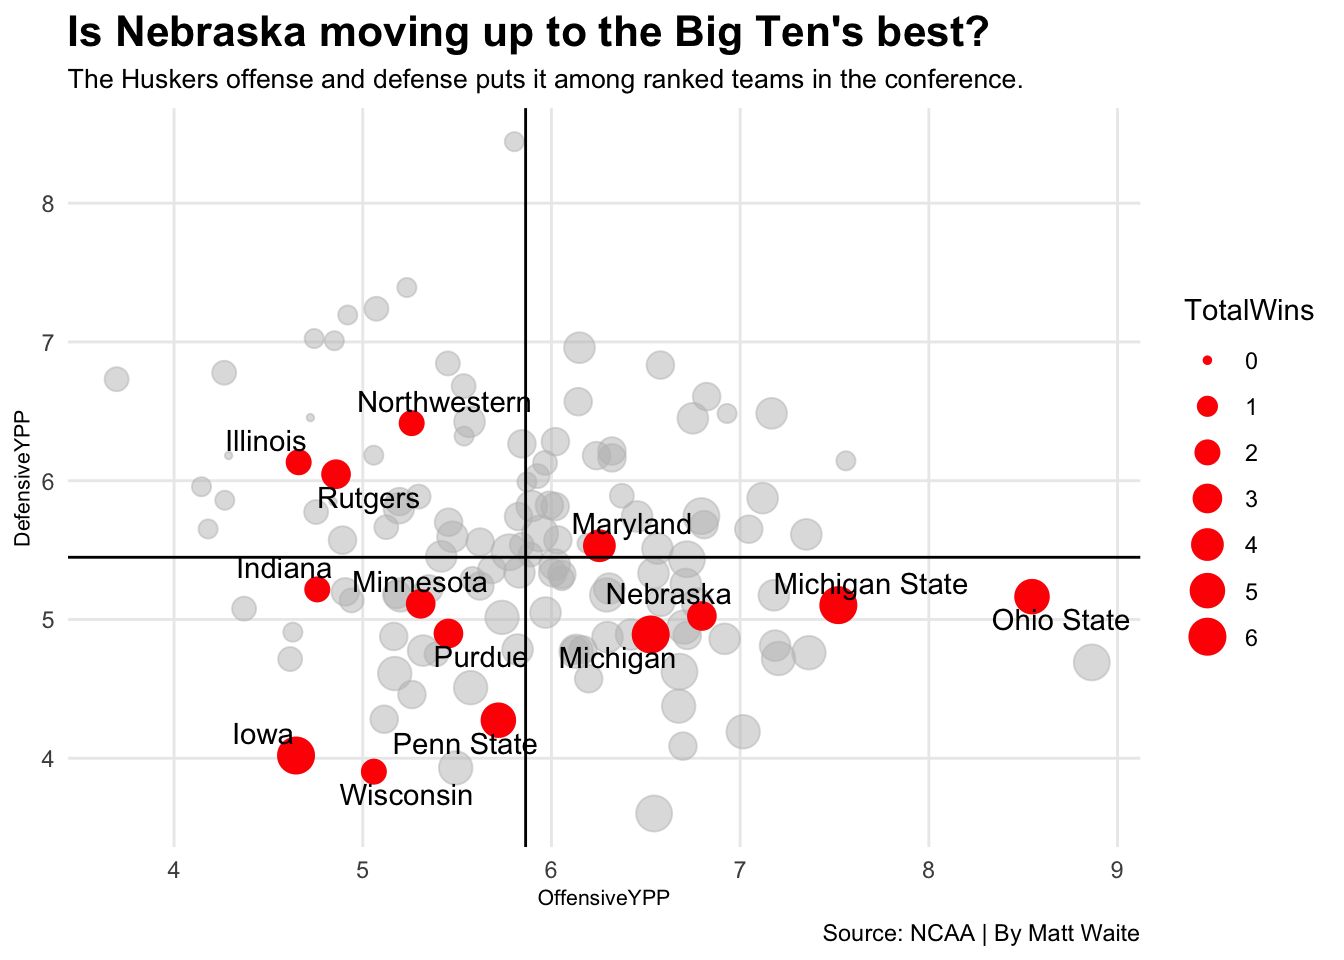 Is Nebraska moving up to the Big Ten's best?
The Huskers offense and defense puts it among ranked teams in the conference.
DefensiveYPP
8
7
6
5
4
Northwestern
Illinois
Rutgers
Maryland
Indiana
Minnesota
Nebraska
Michigan State
Ohio State
Purdue
Michigan
Iowa
Penn State
Wisconsin
4 5 6 7 8 9
OffensiveYPP
TotalWins
0
1
2
3
4
5
6
Source: NCAA | By Matt Waite